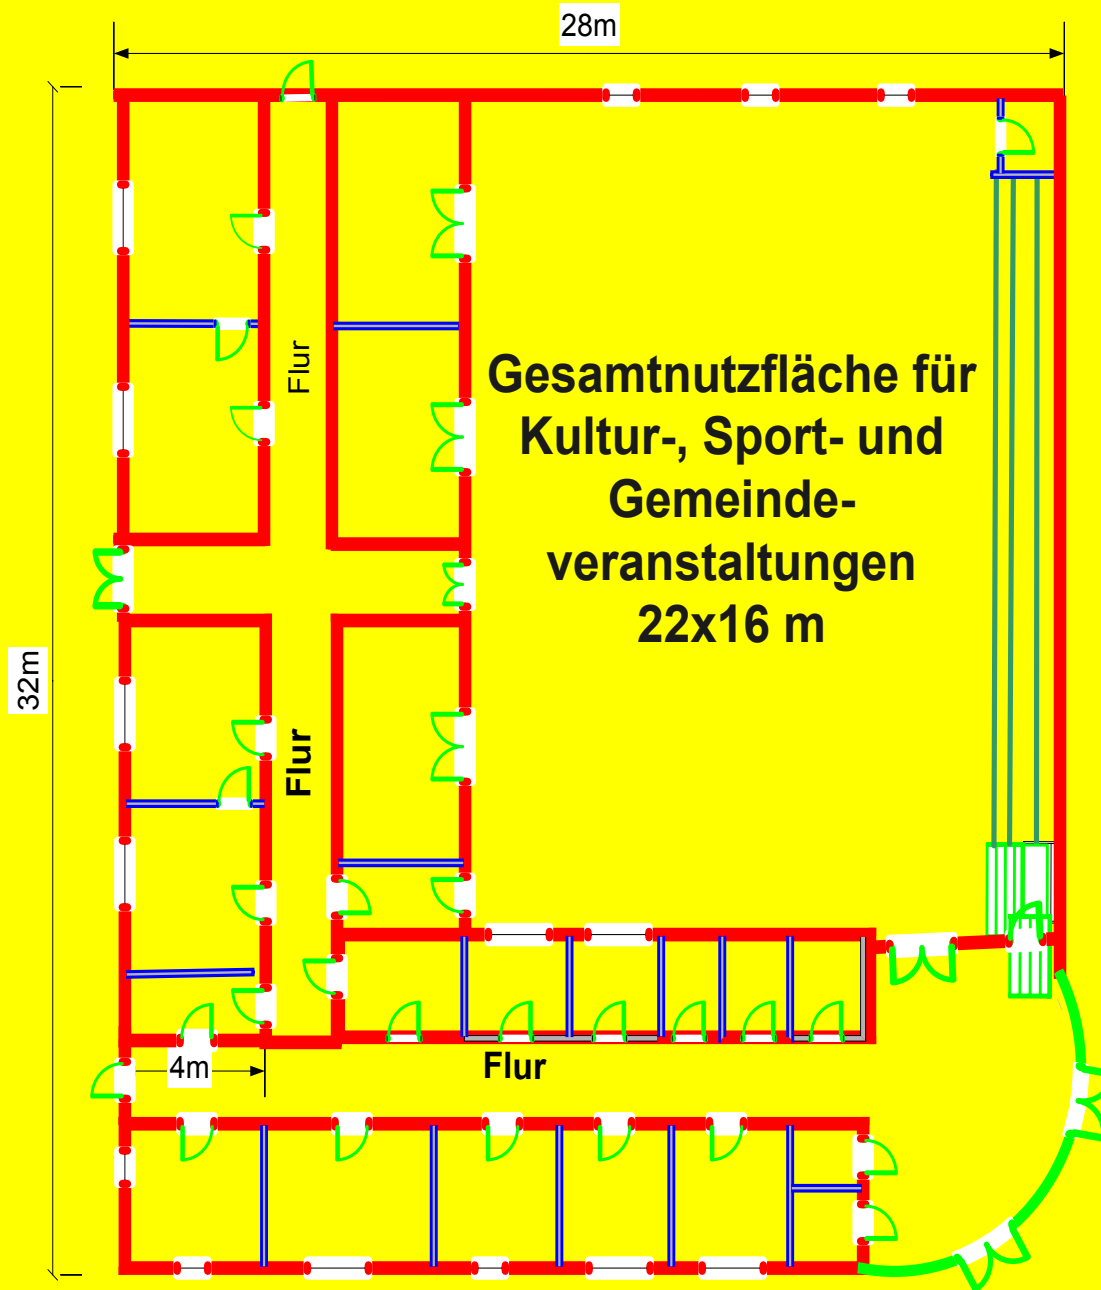 28m
Flur
Gesamtnutzfläche für
Kultur-, Sport- und
Gemeinde-
veranstaltungen
22x16 m
32m
Flur
4m
Flur